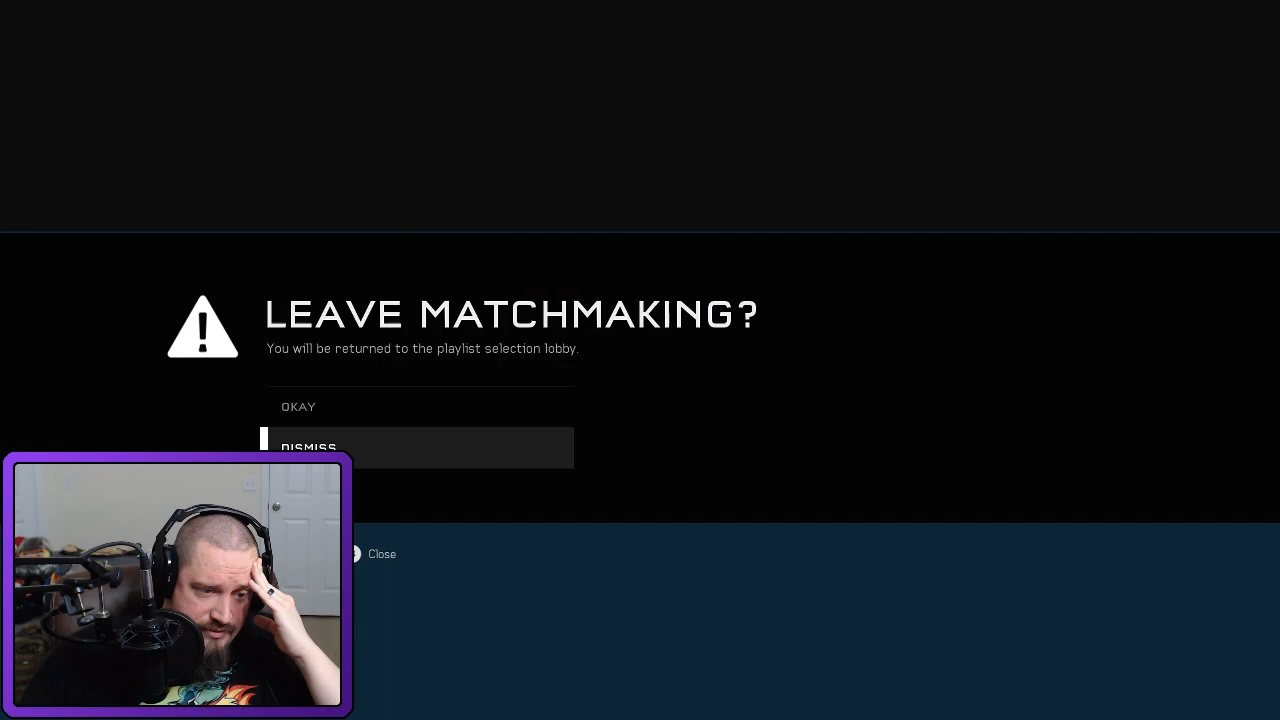 LEAVE MATCHMAKING?
You will be returned to the playlist selection lobby.
OKAY
DISMISS
Close